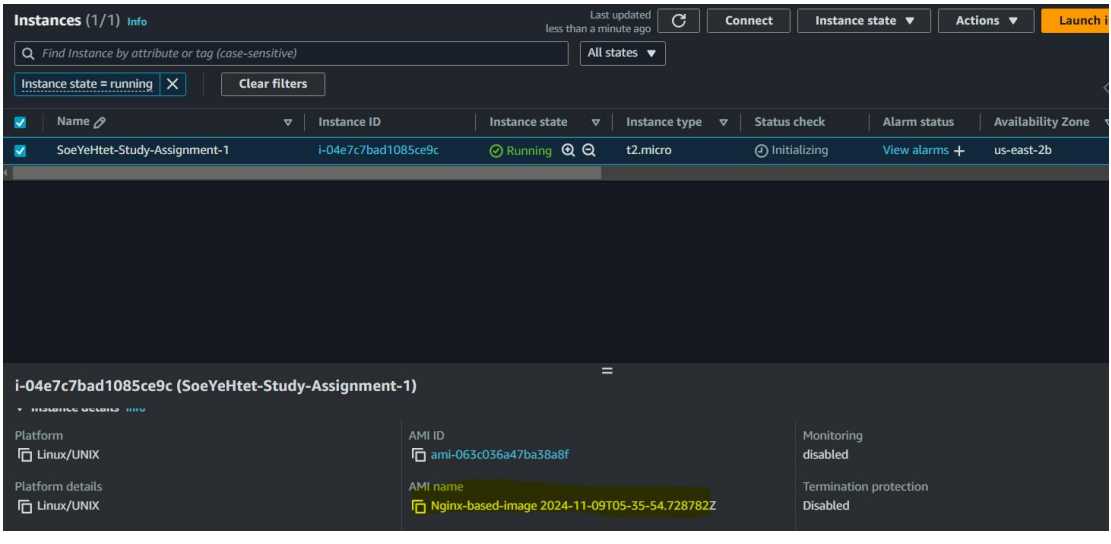 Instances (1/1) Info
Last updated
less than a minute ago
Connect
Instance state
Actions
Launch i
Find Instance by attribute or tag (case-sensitive)
All states
Instance state = running
Clear filters
Name Instance ID Instance state Instance type Status check Alarm status Availability Zone
SoeYeHtet-Study-Assignment-1 i-04e7c7bad1085ce9c Running t2.micro Initializing View alarms + us-east-2b
i-04e7c7bad1085ce9c (SoeYeHtet-Study-Assignment-1)
Instance details Info
Platform AMI ID Monitoring
Linux/UNIX ami-063c036a47ba38a8f disabled
Platform details AMI name Termination protection
Linux/UNIX Nginx-based-image 2024-11-09T05-35-54.728782Z Disabled